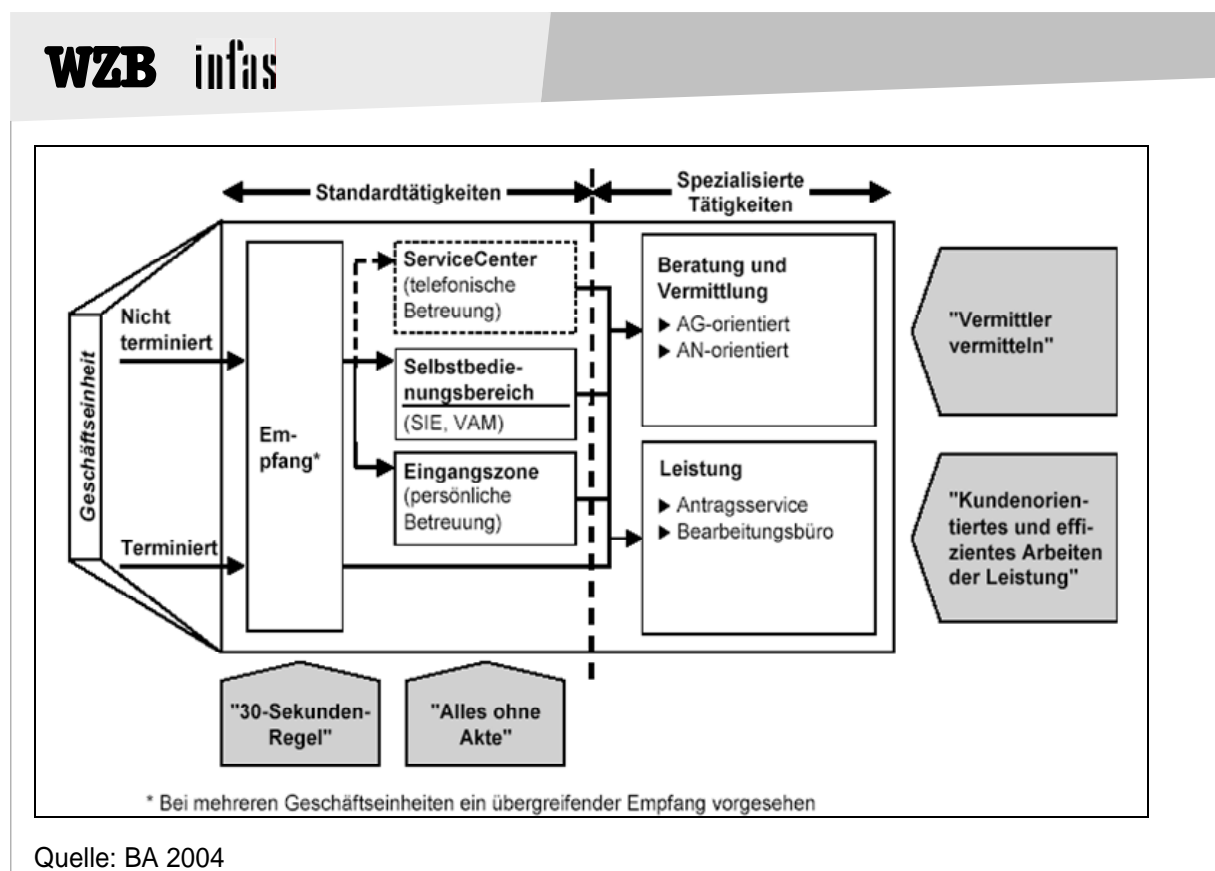 WZB infas
Standardtätigkeiten
Spezialisierte
Tätigkeiten
Geschäftseinheit
Nicht
terminiert
Terminiert
Em-
pfang*
ServiceCenter
(telefonische
Betreuung)
Selbstbedie-
nungsbereich
(SIE, VAM)
Eingangszone
(persönliche
Betreuung)
Beratung und
Vermittlung
▶ AG-orientiert
▶ AN-orientiert
Leistung
▶ Antragsservice
▶ Bearbeitungsbüro
"Vermittler
vermitteln"
"Kundenorien-
tiertes und effi-
zientes Arbeiten
der Leistung"
"30-Sekunden-
Regel"
"Alles ohne
Akte"
* Bei mehreren Geschäftseinheiten ein übergreifender Empfang vorgesehen
Quelle: BA 2004